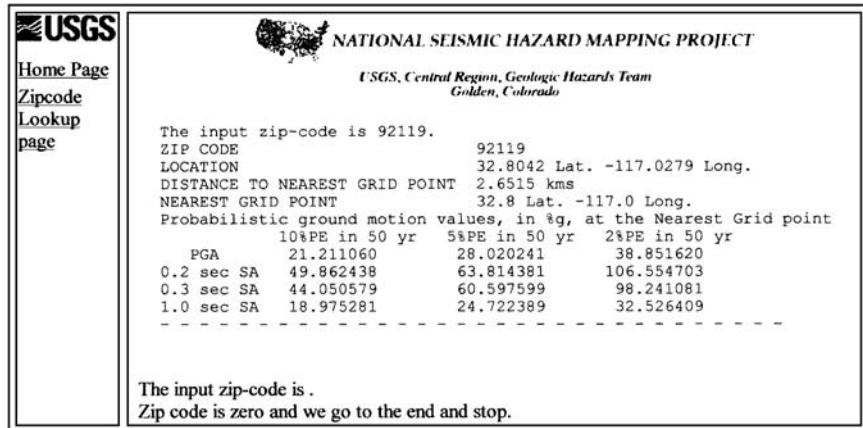 USGS
Home Page
Zipcode
Lookup
page
NATIONAL SEISMIC HAZARD MAPPING PROJECT
USGS, Central Region, Geologic Hazards Team
Golden, Colorado
The input zip-code is 92119.
ZIP CODE 92119
LOCATION 32.8042 Lat. -117.0279 Long.
DISTANCE TO NEAREST GRID POINT 2.6515 kms
NEAREST GRID POINT 32.8 Lat. -117.0 Long.
Probabilistic ground motion values, in %g, at the Nearest Grid point
10%PE in 50 yr 5%PE in 50 yr 2%PE in 50 yr
PGA 21.211060 28.020241 38.851620
0.2 sec SA 49.862438 63.814381 106.554703
0.3 sec SA 44.050579 60.597599 98.241081
1.0 sec SA 18.975281 24.722389 32.526409
- - - - - - - - - - - - - - - - - - - - - - - - - - - - - - - - - - -
The input zip-code is .
Zip code is zero and we go to the end and stop.